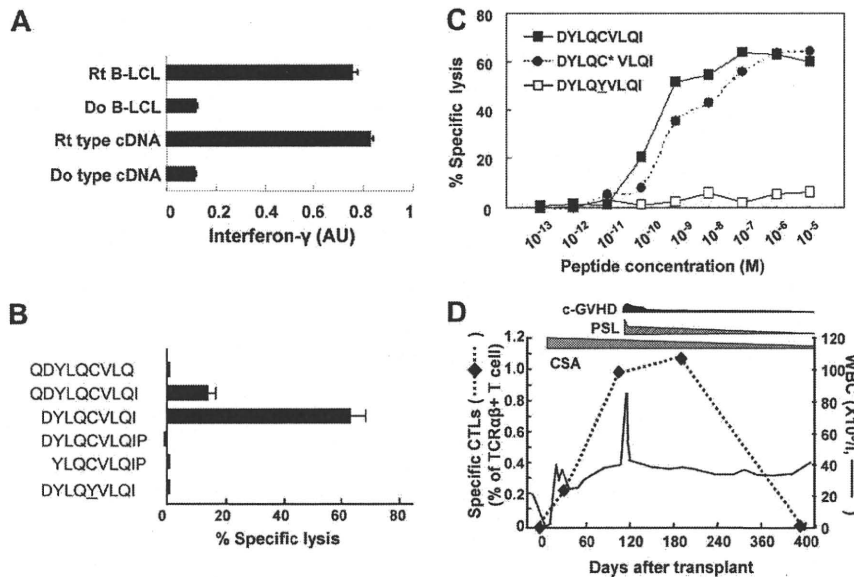 A
Rt B-LCL
Do B-LCL
Rt type cDNA
Do type cDNA
0 0.2 0.4 0.6 0.8 1
Interferon-γ (AU)
B
QDYLQCVLQ
QDYLQCVLQI
DYLQCVLQI
DYLQCVLQIP
YLQCVLQIP
DYLQYVLQI
0 20 40 60 80
% Specific lysis
C
80
60
40
20
0
% Specific lysis
DYLQCVLQI
DYLQC* VLQI
DYLQYVLQI
10-13 10-12 10-11 10-10 10-9 10-8 10-7 10-6 10-5
Peptide concentration (M)
D
c-GVHD
PSL
CSA
1.2
1.0
0.8
0.6
0.4
0.2
0
Specific CTLs ( )
(% of TCRαβ+ T cell)
120
100
80
60
40
20
0
WBC
0 60 120 180 240 300 360 400
Days after transplant